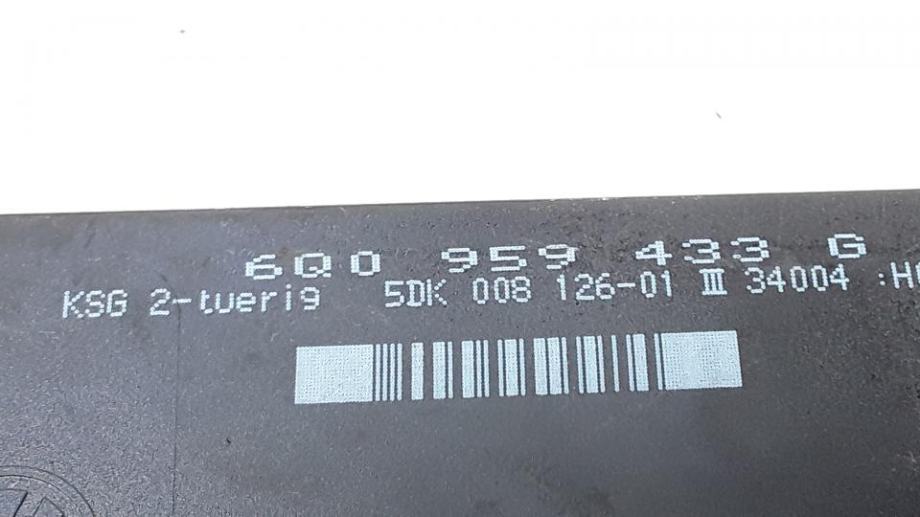 6Q0 959 433 G
KSG 2-tuerig 5DK 008 126-01 III 34004